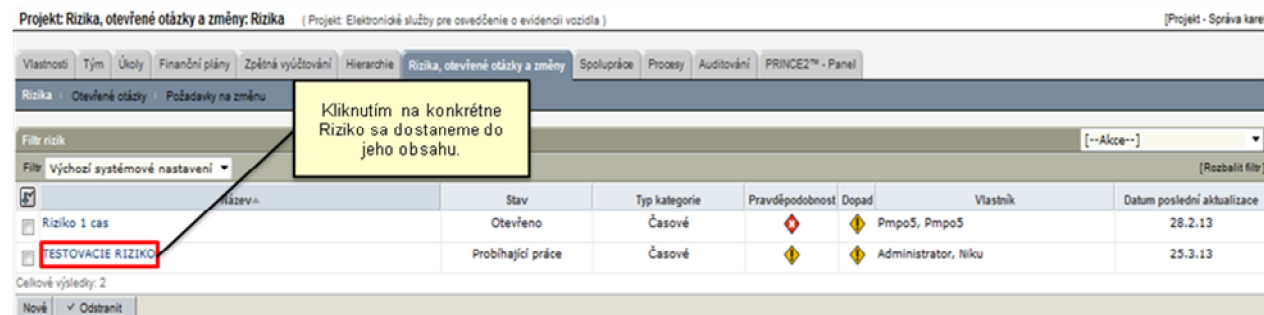 Projekt: Rizika, otevřené otázky a změny: Rizika ( Projekt: Elektronické služby pre osvedčenie o evidencii vozidla ) [Projekt - Správa karet
Vlastnosti Tým Úkoly Finanční plány Zpětná vyúčtování Hierarchie Rizika, otevřené otázky a změny Spolupráce Procesy Auditování PRINCE2™ - Panel
Rizika Otevřené otázky Požadavky na změnu
Kliknutím na konkrétne
Riziko sa dostaneme do
jeho obsahu.
Filtr rizik [--Akce--]
Filtr Výchozí systémové nastavení [Rozbalit filtr]
Název Stav Typ kategorie Pravděpodobnost Dopad Vlastník Datum poslední aktualizace
Riziko 1 cas Otevřeno Časové Pmpo5, Pmpo5 28.2.13
TESTOVACIE RIZIKO Probíhající práce Časové Administrator, Niku 25.3.13
Celkové výsledky: 2
Nové Odstranit